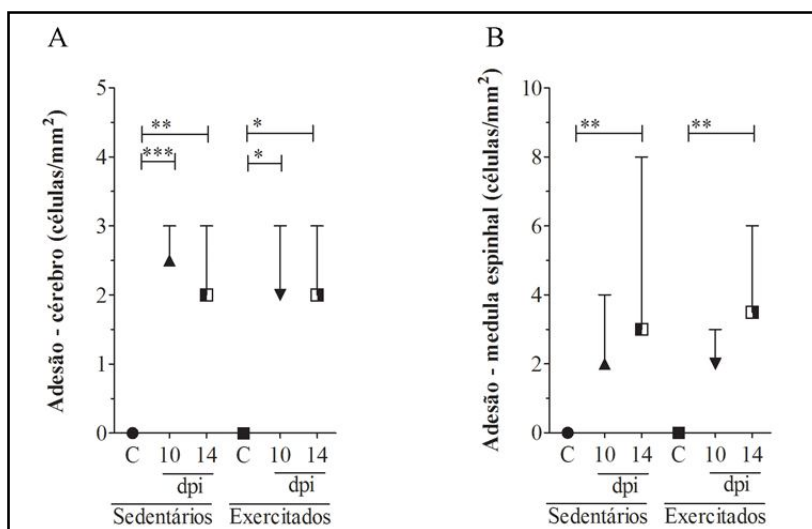 A
Adesão - cérebro (células/mm²)
5
4
3
2
1
0
**
***
*
*
C 10 14 C 10 14
dpi dpi
Sedentários Exercitados
B
Adesão - medula espinhal (células/mm²)
10
8
6
4
2
0
** **
C 10 14 C 10 14
dpi dpi
Sedentários Exercitados